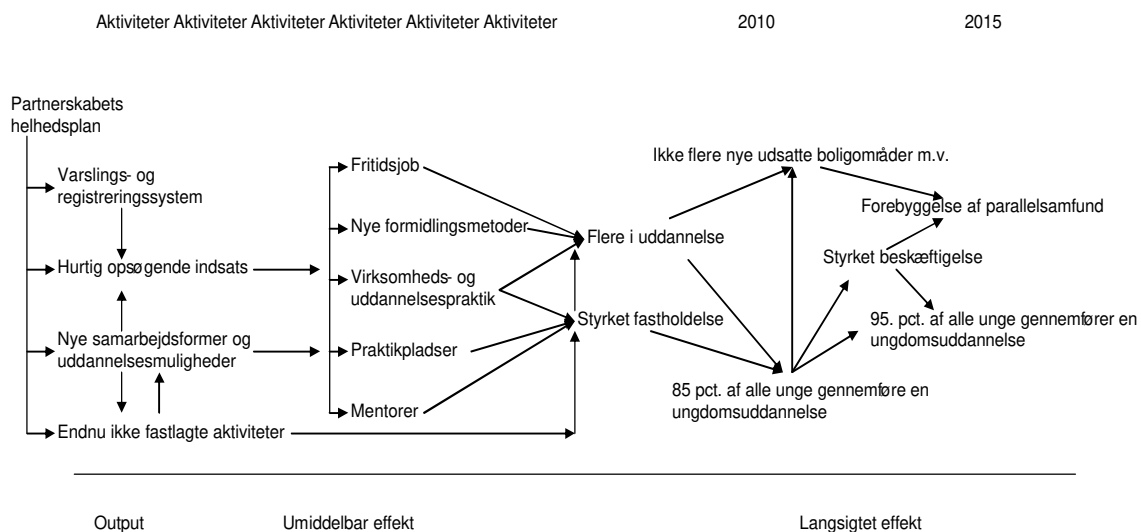 Aktiviteter Aktiviteter Aktiviteter Aktiviteter Aktiviteter Aktiviteter 2010 2015
Partnerskabets
helhedsplan
Varslings- og
registreringssystem
Hurtig opsøgende indsats
Nye samarbejdsformer og
uddannelsesmuligheder
Endnu ikke fastlagte aktiviteter
Fritidsjob
Nye formidlingsmetoder
Virksomheds- og
uddannelsespraktik
Praktikpladser
Mentorer
Flere i uddannelse
Styrket fastholdelse
Ikke flere nye udsatte boligområder m.v.
85 pct. af alle unge gennemføre en
ungdomsuddannelse
Forebyggelse af parallelsamfund
Styrket beskæftigelse
95. pct. af alle unge gennemfører en
ungdomsuddannelse
Output Umiddelbar effekt Langsigtet effekt